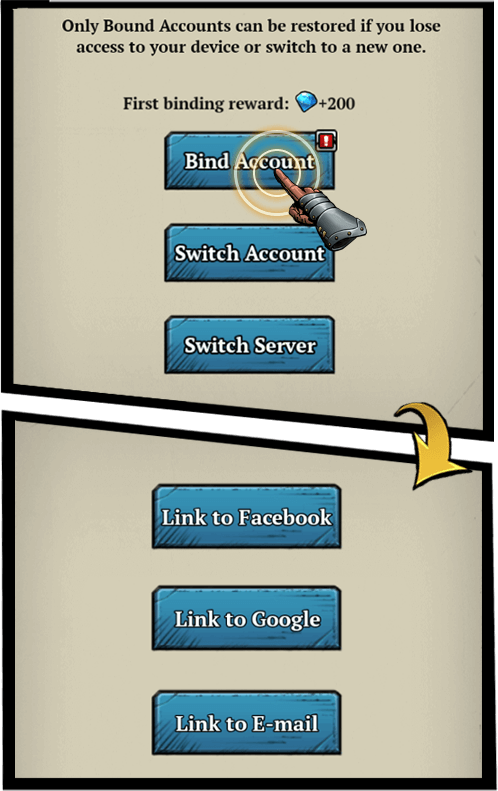 Only Bound Accounts can be restored if you lose
access to your device or switch to a new one.
First binding reward: +200
Bind Account
!
Switch Account
Switch Server
Link to Facebook
Link to Google
Link to E-mail